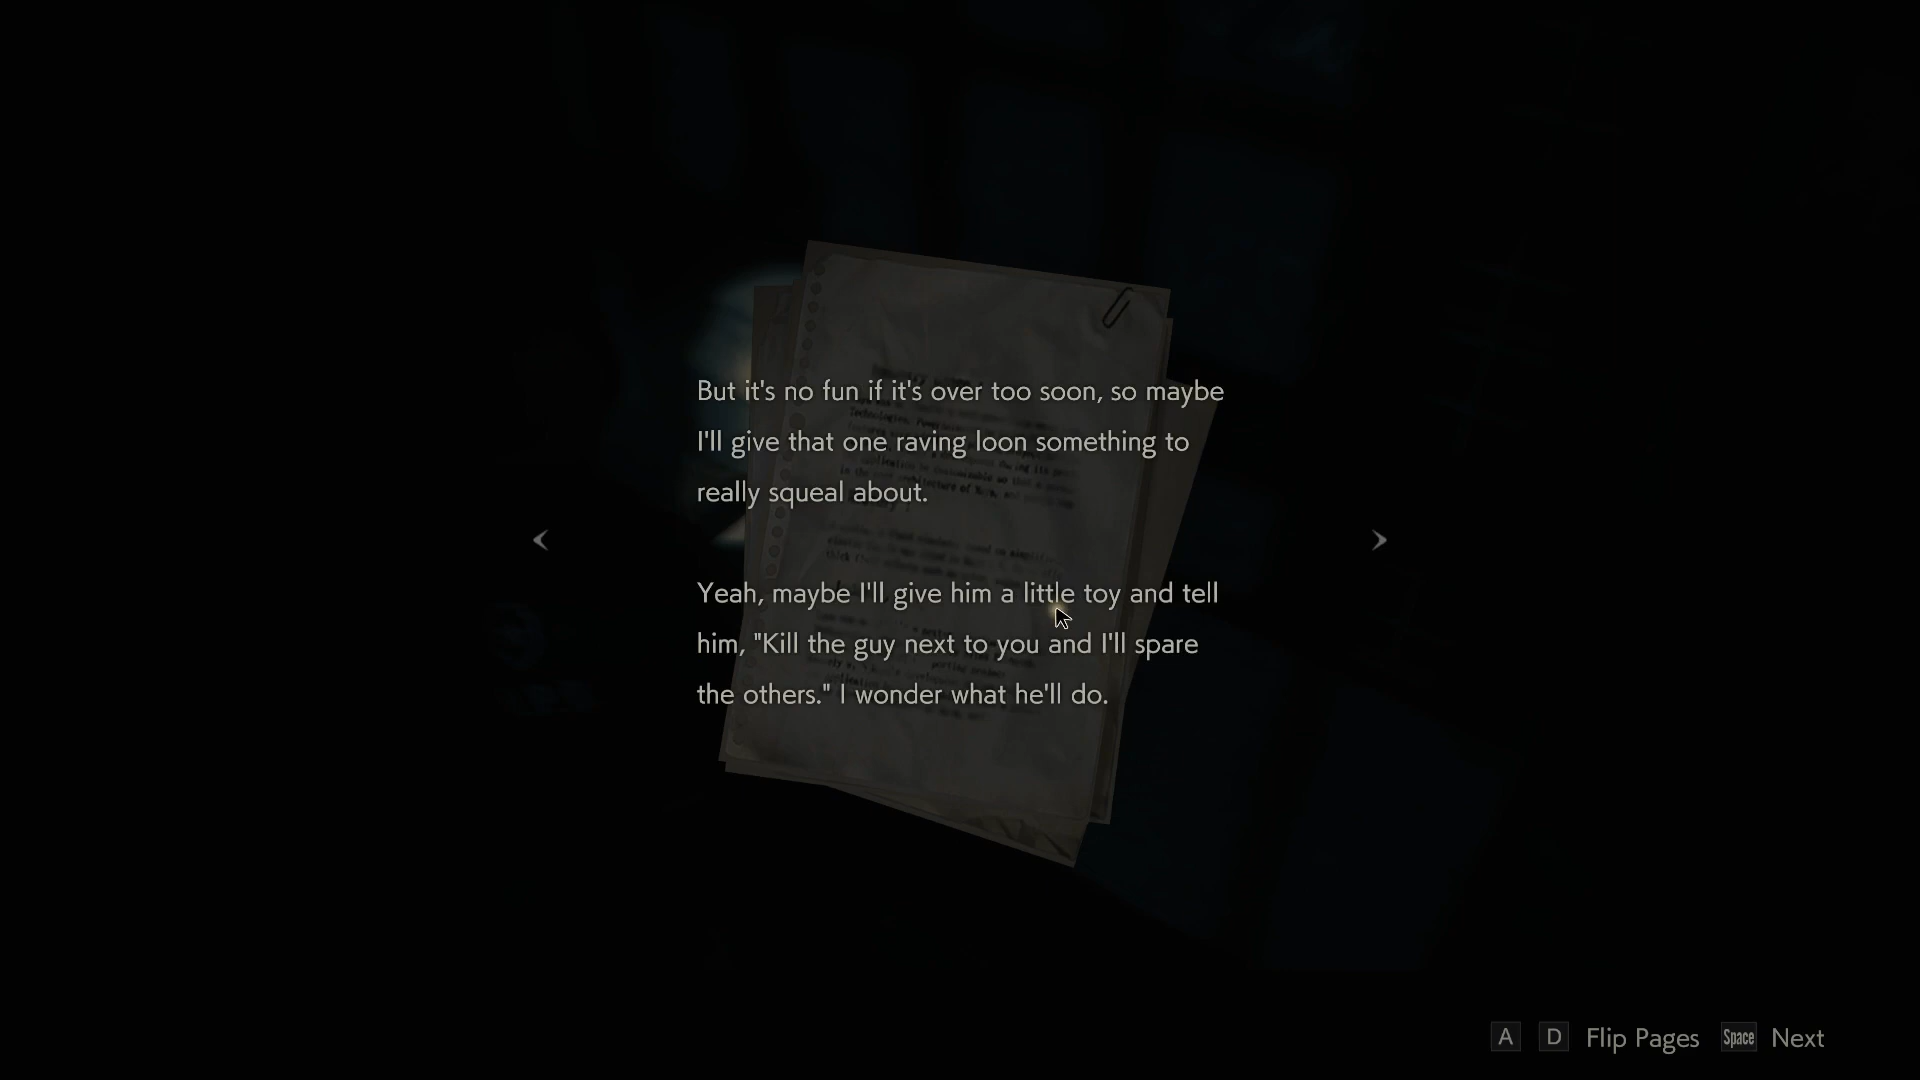 But it's no fun if it's over too soon, so maybe
I'll give that one raving loon something to
really squeal about.
Yeah, maybe I'll give him a little toy and tell
him, "Kill the guy next to you and I'll spare
the others." I wonder what he'll do.
A D Flip Pages Space Next